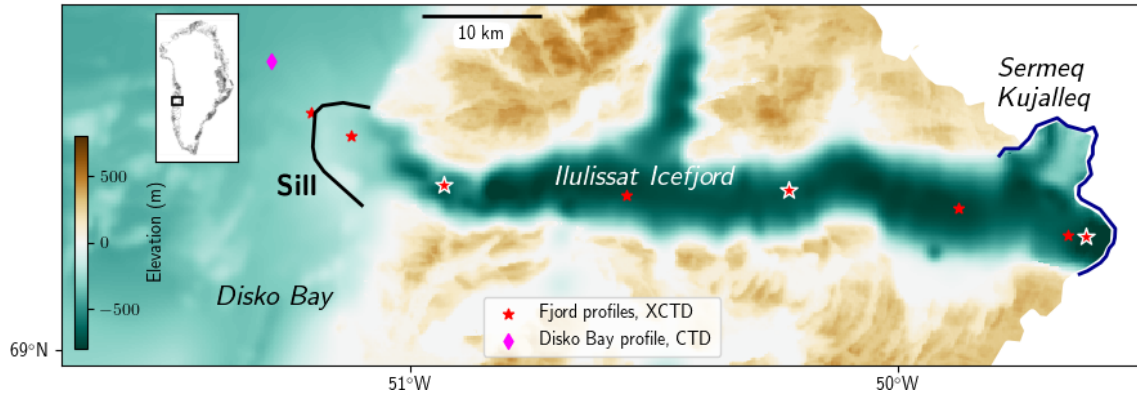 10 km
Sermeq
Kujalleq
Ilulissat Icefjord
Sill
500
0
−500
Elevation (m)
Disko Bay
Fjord profiles, XCTD
Disko Bay profile, CTD
69°N
51°W
50°W